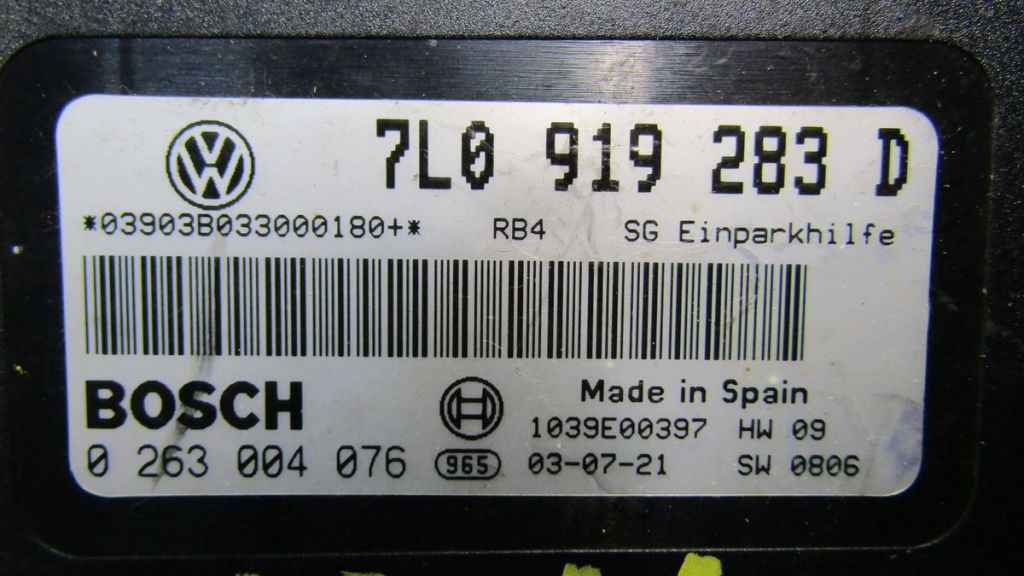 7L0 919 283 D
*03903B033000180+* RB4 SG Einparkhilfe
BOSCH
Made in Spain
1039E00397 HW 09
0 263 004 076 965 03-07-21 SW 0806